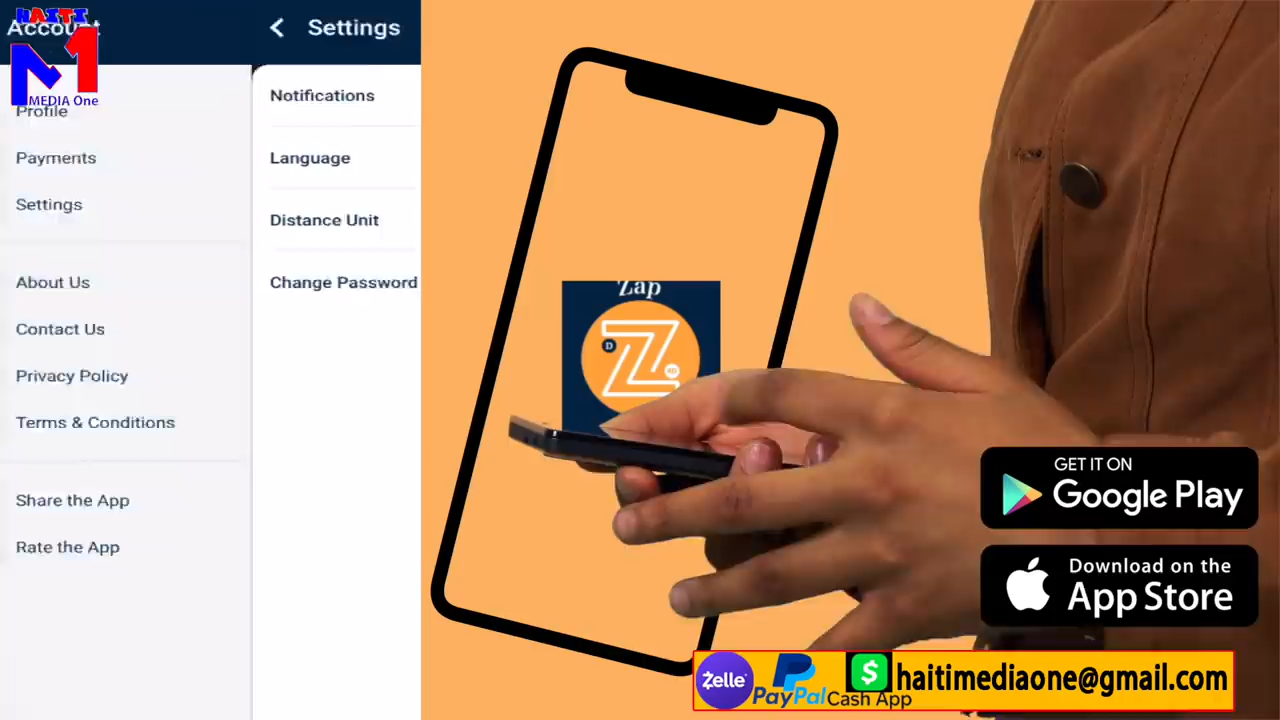 HAITI
M1
MEDIA One
Account
Profile
Payments
Settings
About Us
Contact Us
Privacy Policy
Terms & Conditions
Share the App
Rate the App
Settings
Notifications
Language
Distance Unit
Change Password
Zap
D
Z
GET IT ON
Google Play
Download on the
App Store
Zelle
PayPal
$
Cash App
haitimediaone@gmail.com